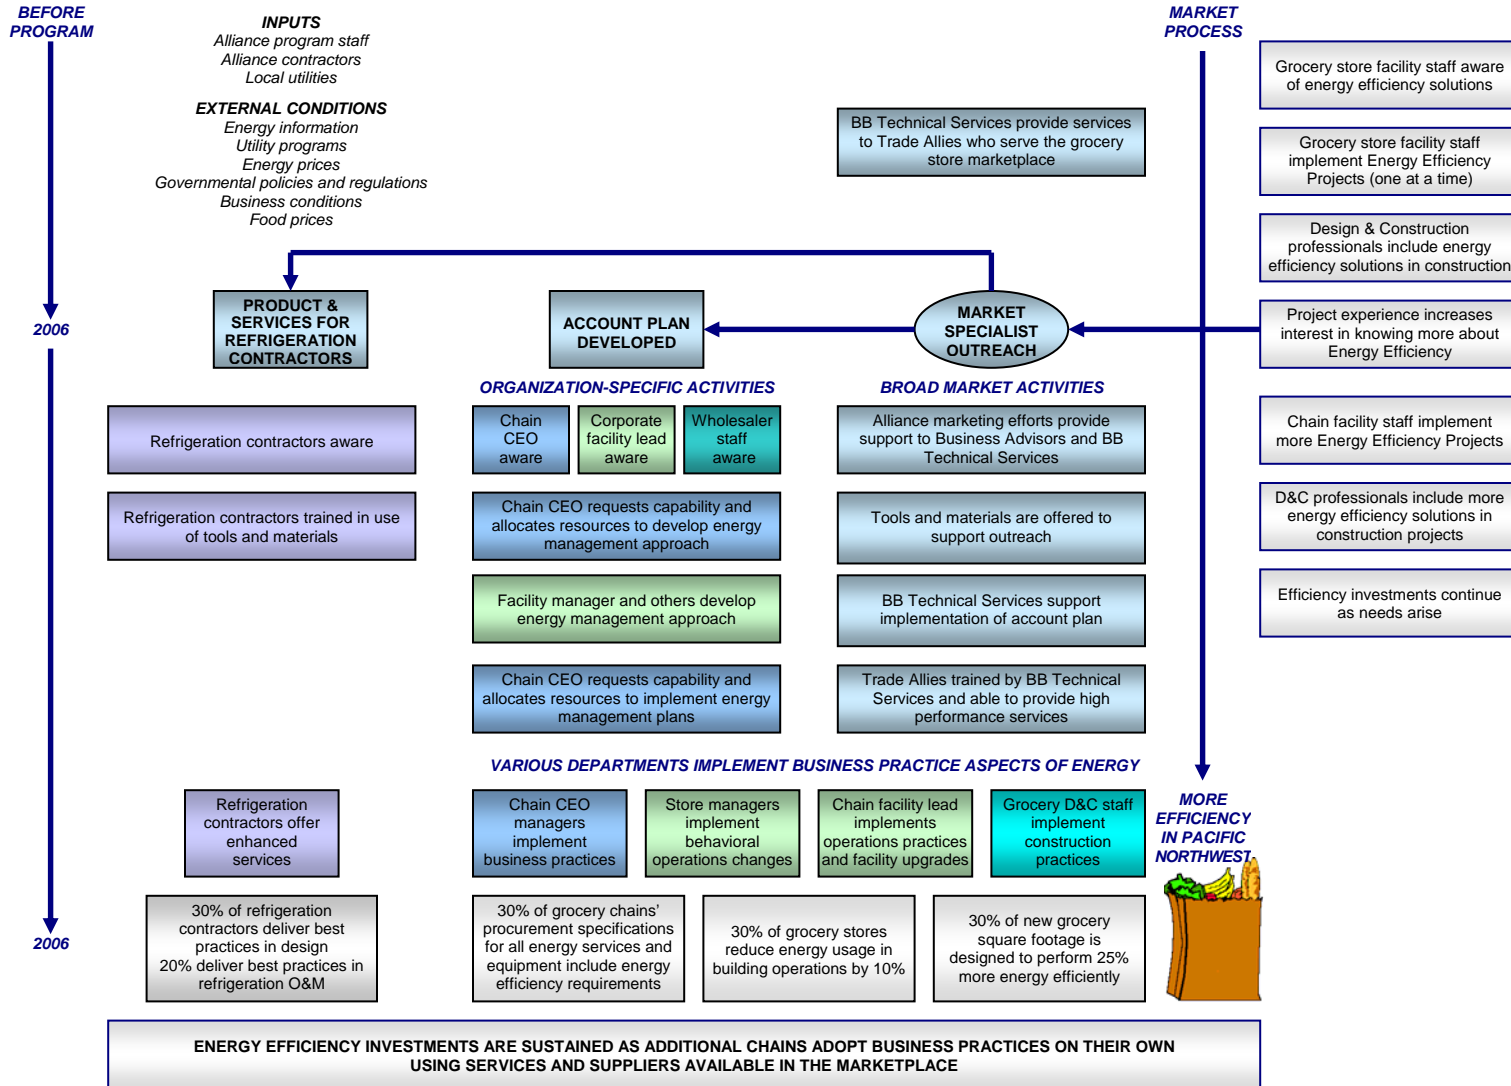 BEFORE
PROGRAM
INPUTS
Alliance program staff
Alliance contractors
Local utilities
EXTERNAL CONDITIONS
Energy information
Utility programs
Energy prices
Governmental policies and regulations
Business conditions
Food prices
BB Technical Services provide services
to Trade Allies who serve the grocery
store marketplace
MARKET
PROCESS
Grocery store facility staff aware
of energy efficiency solutions
Grocery store facility staff
implement Energy Efficiency
Projects (one at a time)
Design & Construction
professionals include energy
efficiency solutions in construction
2006
PRODUCT &
SERVICES FOR
REFRIGERATION
CONTRACTORS
ACCOUNT PLAN
DEVELOPED
MARKET
SPECIALIST
OUTREACH
Project experience increases
interest in knowing more about
Energy Efficiency
ORGANIZATION-SPECIFIC ACTIVITIES
BROAD MARKET ACTIVITIES
Refrigeration contractors aware
Chain
CEO
aware
Corporate
facility lead
aware
Wholesaler
staff
aware
Alliance marketing efforts provide
support to Business Advisors and BB
Technical Services
Chain facility staff implement
more Energy Efficiency Projects
Refrigeration contractors trained in use
of tools and materials
Chain CEO requests capability and
allocates resources to develop energy
management approach
Tools and materials are offered to
support outreach
D&C professionals include more
energy efficiency solutions in
construction projects
Facility manager and others develop
energy management approach
BB Technical Services support
implementation of account plan
Efficiency investments continue
as needs arise
Chain CEO requests capability and
allocates resources to implement energy
management plans
Trade Allies trained by BB Technical
Services and able to provide high
performance services
VARIOUS DEPARTMENTS IMPLEMENT BUSINESS PRACTICE ASPECTS OF ENERGY
Refrigeration
contractors offer
enhanced
services
Chain CEO
managers
implement
business practices
Store managers
implement
behavioral
operations changes
Chain facility lead
implements
operations practices
and facility upgrades
Grocery D&C staff
implement
construction
practices
MORE
EFFICIENCY
IN PACIFIC
NORTHWEST
2006
30% of refrigeration
contractors deliver best
practices in design
20% deliver best practices in
refrigeration O&M
30% of grocery chains'
procurement specifications
for all energy services and
equipment include energy
efficiency requirements
30% of grocery stores
reduce energy usage in
building operations by 10%
30% of new grocery
square footage is
designed to perform 25%
more energy efficiently
ENERGY EFFICIENCY INVESTMENTS ARE SUSTAINED AS ADDITIONAL CHAINS ADOPT BUSINESS PRACTICES ON THEIR OWN
USING SERVICES AND SUPPLIERS AVAILABLE IN THE MARKETPLACE